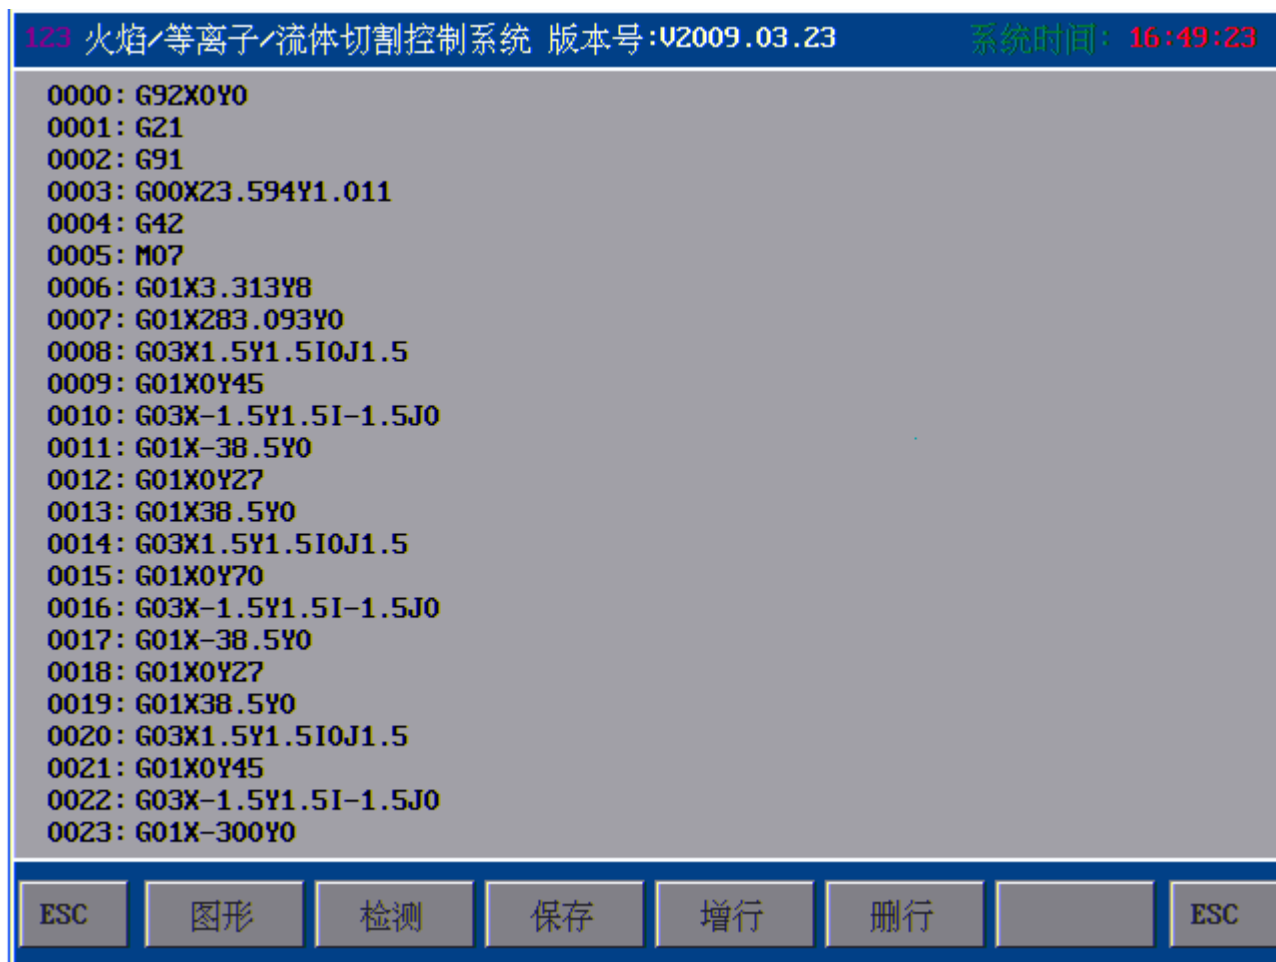 123 火焰/等离子/流体切割控制系统 版本号:V2009.03.23 系统时间: 16:49:23
0000: G92X0Y0
0001: G21
0002: G91
0003: G00X23.594Y1.011
0004: G42
0005: M07
0006: G01X3.313Y8
0007: G01X283.093Y0
0008: G03X1.5Y1.5I0J1.5
0009: G01X0Y45
0010: G03X-1.5Y1.5I-1.5J0
0011: G01X-38.5Y0
0012: G01X0Y27
0013: G01X38.5Y0
0014: G03X1.5Y1.5I0J1.5
0015: G01X0Y70
0016: G03X-1.5Y1.5I-1.5J0
0017: G01X-38.5Y0
0018: G01X0Y27
0019: G01X38.5Y0
0020: G03X1.5Y1.5I0J1.5
0021: G01X0Y45
0022: G03X-1.5Y1.5I-1.5J0
0023: G01X-300Y0
ESC 图形 检测 保存 增行 删行 ESC